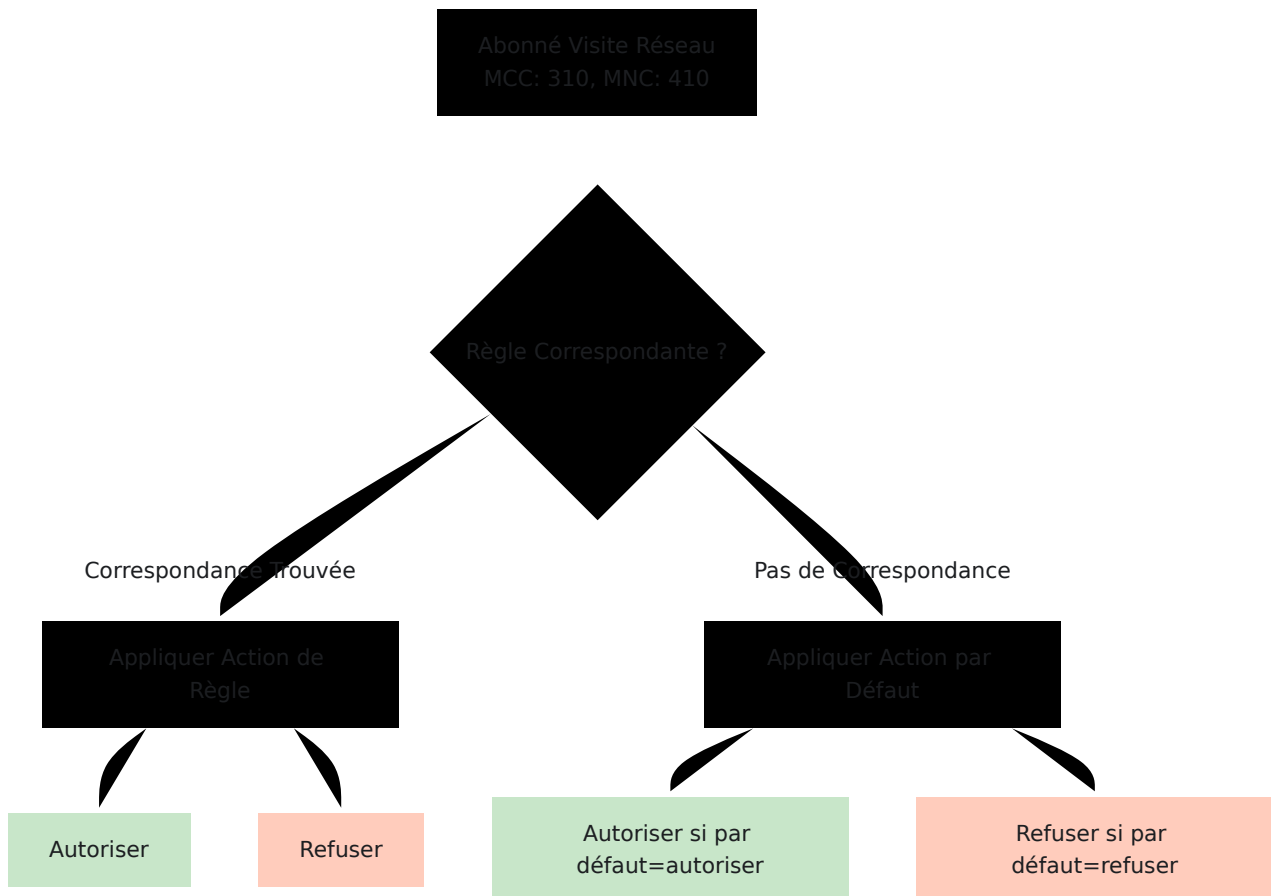 Abonné Visite Réseau
MCC: 310, MNC: 410
Règle Correspondante ?
Correspondance Trouvée
Pas de Correspondance
Appliquer Action de
Règle
Appliquer Action par
Défaut
Autoriser
Refuser
Autoriser si par
défaut=autoriser
Refuser si par
défaut=refuser